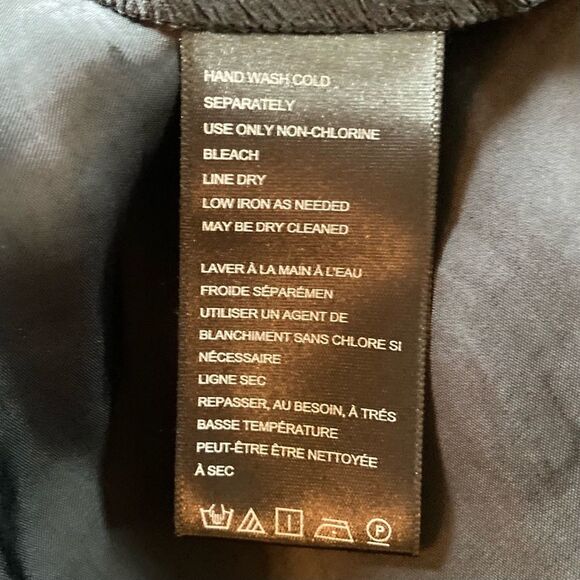 HAND WASH COLD
SEPARATELY
USE ONLY NON-CHLORINE
BLEACH
LINE DRY
LOW IRON AS NEEDED
MAY BE DRY CLEANED
LAVER À LA MAIN À L'EAU
FROIDE SÉPARÉMEN
UTILISER UN AGENT DE
BLANCHIMENT SANS CHLORE SI
NÉCESSAIRE
LIGNE SEC
REPASSER, AU BESOIN, À TRÉS
BASSE TEMPÉRATURE
PEUT-ÊTRE ÊTRE NETTOYÉE
À SEC
P